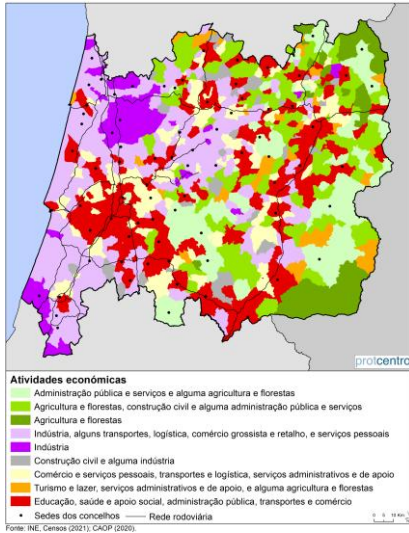 protcentro
Atividades económicas
Administração pública e serviços e alguma agricultura e florestas
Agricultura e florestas, construção civil e alguma administração pública e serviços
Agricultura e florestas
Indústria, alguns transportes, logística, comércio grossista e retalho, e serviços pessoais
Indústria
Construção civil e alguma indústria
Comércio e serviços pessoais, transportes e logística, serviços administrativos e de apoio
Turismo e lazer, serviços administrativos e de apoio, e alguma agricultura e florestas
Educação, saúde e apoio social, administração pública, transportes e comércio
Sedes dos concelhos Rede rodoviária
Fonte: INE, Censos (2021); CAOP (2020).